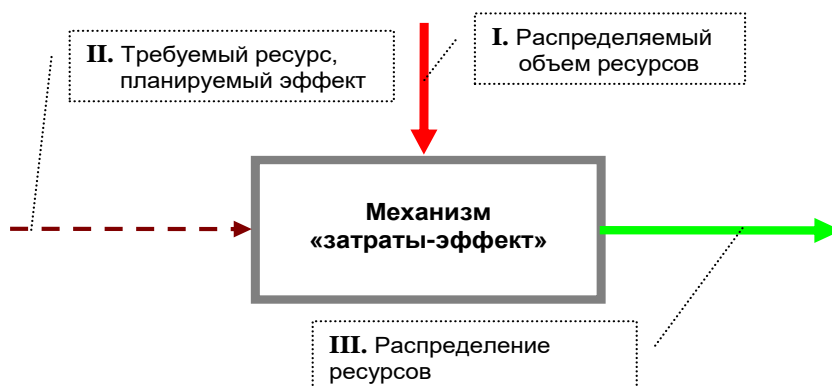 II. Требуемый ресурс,
планируемый эффект
I. Распределяемый
объем ресурсов
Механизм
«затраты-эффект»
III. Распределение
ресурсов